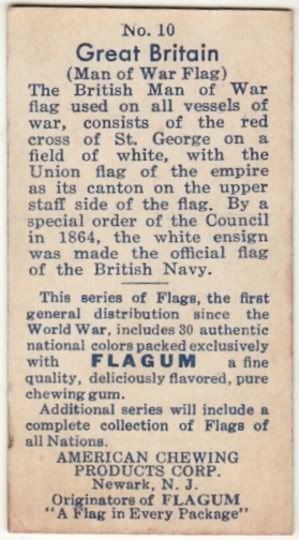 No. 10
Great Britain
(Man of War Flag)
The British Man of War
flag used on all vessels of
war, consists of the red
cross of St. George on a
field of white, with the
Union flag of the empire
as its canton on the upper
staff side of the flag. By a
special order of the Council
in 1864, the white ensign
was made the official flag
of the British Navy.
This series of Flags, the first
general distribution since the
World War, includes 30 authentic
national colors packed exclusively
with FLAGUM a fine
quality, deliciously flavored, pure
chewing gum.
Additional series will include a
complete collection of Flags of
all Nations.
AMERICAN CHEWING
PRODUCTS CORP.
Newark, N. J.
Originators of FLAGUM
"A Flag in Every Package"